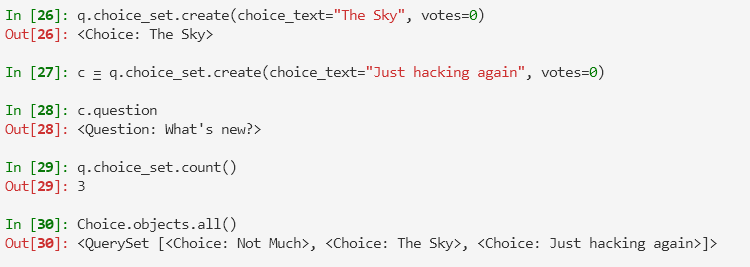 In [26]: q.choice_set.create(choice_text="The Sky", votes=0)
Out[26]: <Choice: The Sky>
In [27]: c = q.choice_set.create(choice_text="Just hacking again", votes=0)
In [28]: c.question
Out[28]: <Question: What's new?>
In [29]: q.choice_set.count()
Out[29]: 3
In [30]: Choice.objects.all()
Out[30]: <QuerySet [<Choice: Not Much>, <Choice: The Sky>, <Choice: Just hacking again>]>